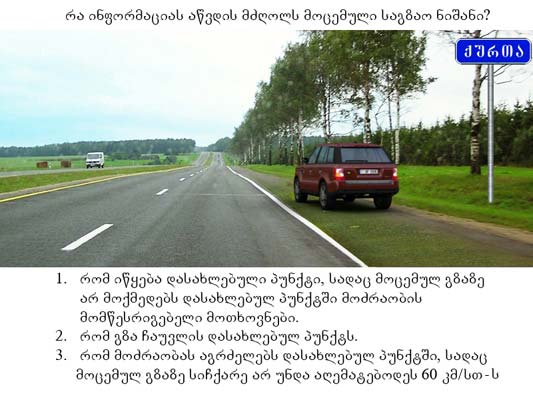 რა ინფორმაციას აწვდის მძღოლს მოცემული საგზაო ნიშანი?
ქურთა
1. რომ იწყება დასახლებული პუნქტი, სადაც მოცემულ გზაზე
არ მოქმედებს დასახლებულ პუნქტში მოძრაობის
მომწესრიგებელი მოთხოვნები.
2. რომ გზა ჩაუვლის დასახლებულ პუნქტს.
3. რომ მოძრაობას აგრძელებს დასახლებულ პუნქტში, სადაც
მოცემულ გზაზე სიჩქარე არ უნდა აღემატებოდეს 60 კმ/სთ-ს